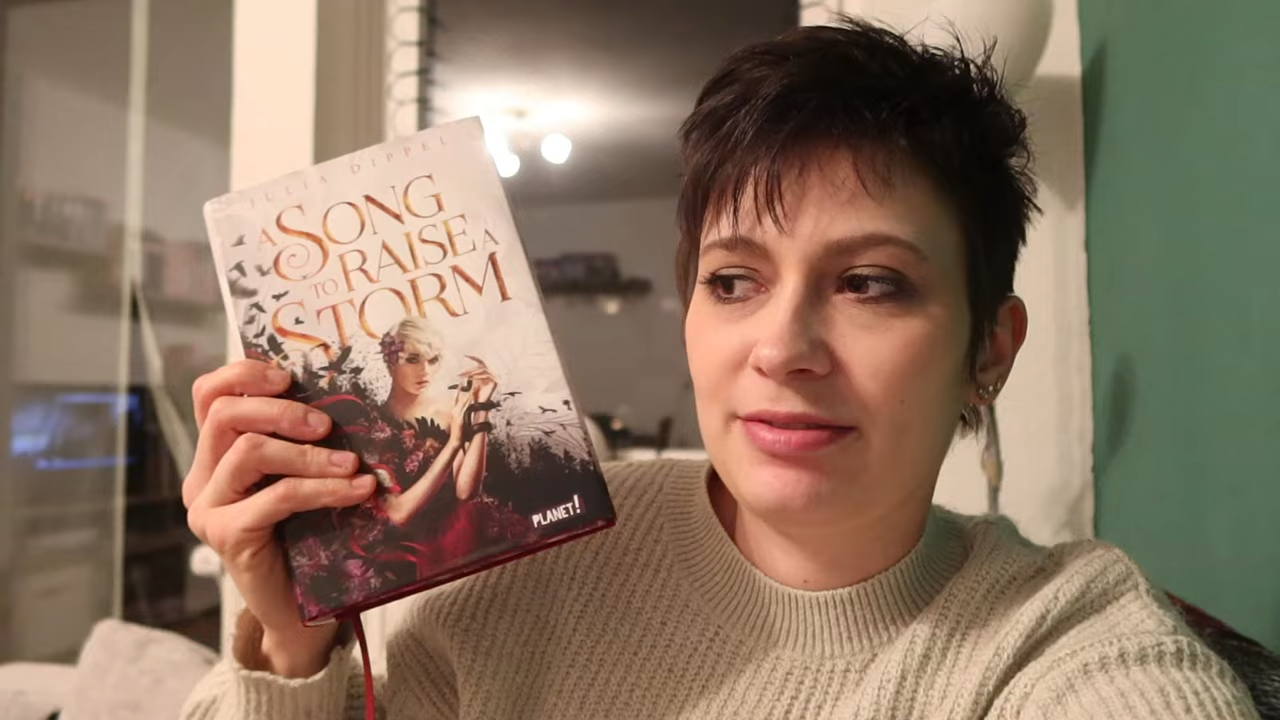 JULIA DIPPEL
A SONG
TO RAISE A
STORM
PLANET!